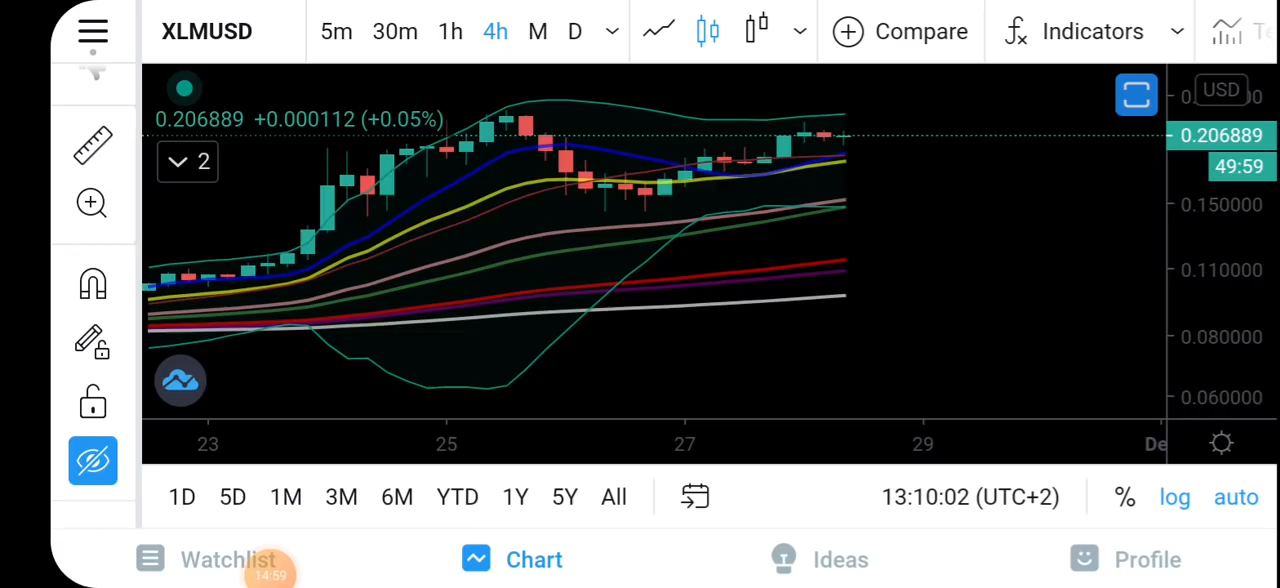 XLMUSD 5m 30m 1h 4h M D Compare Indicators
USD
0.206889 +0.000112 (+0.05%)
0.206889
2
49:59
0.150000
0.110000
0.080000
0.060000
23 25 27 29
1D 5D 1M 3M 6M YTD 1Y 5Y All 13:10:02 (UTC+2) % log auto
Watchlist Chart Ideas Profile
14:59